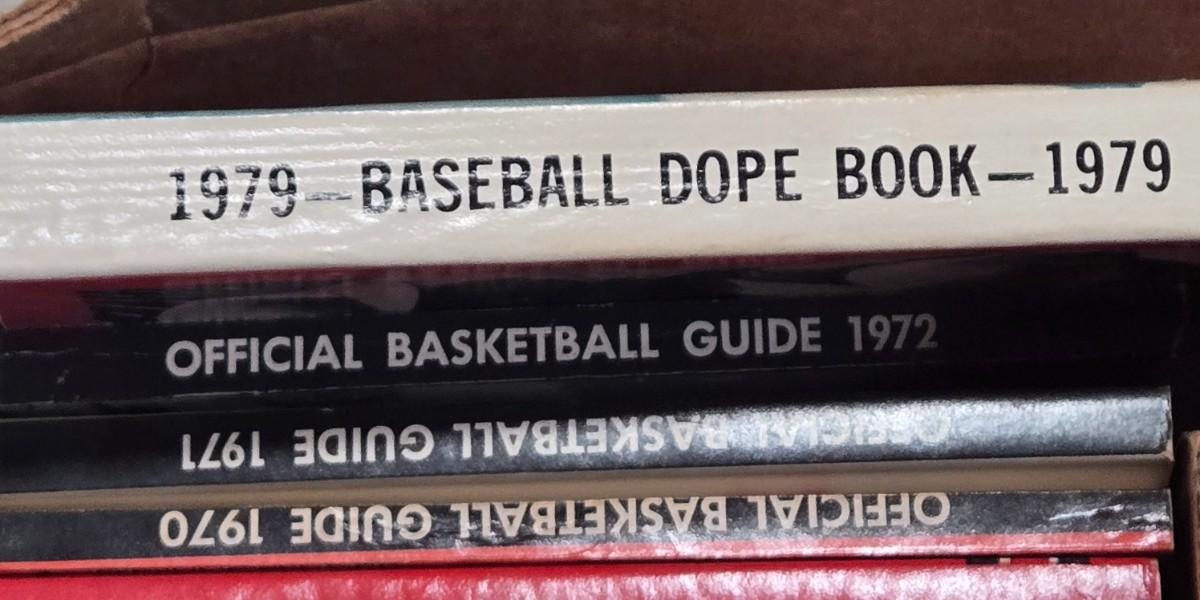 1979—BASEBALL DOPE BOOK—1979
OFFICIAL BASKETBALL GUIDE 1972
OFFICIAL BASKETBALL GUIDE 1971
OFFICIAL BASKETBALL GUIDE 1970